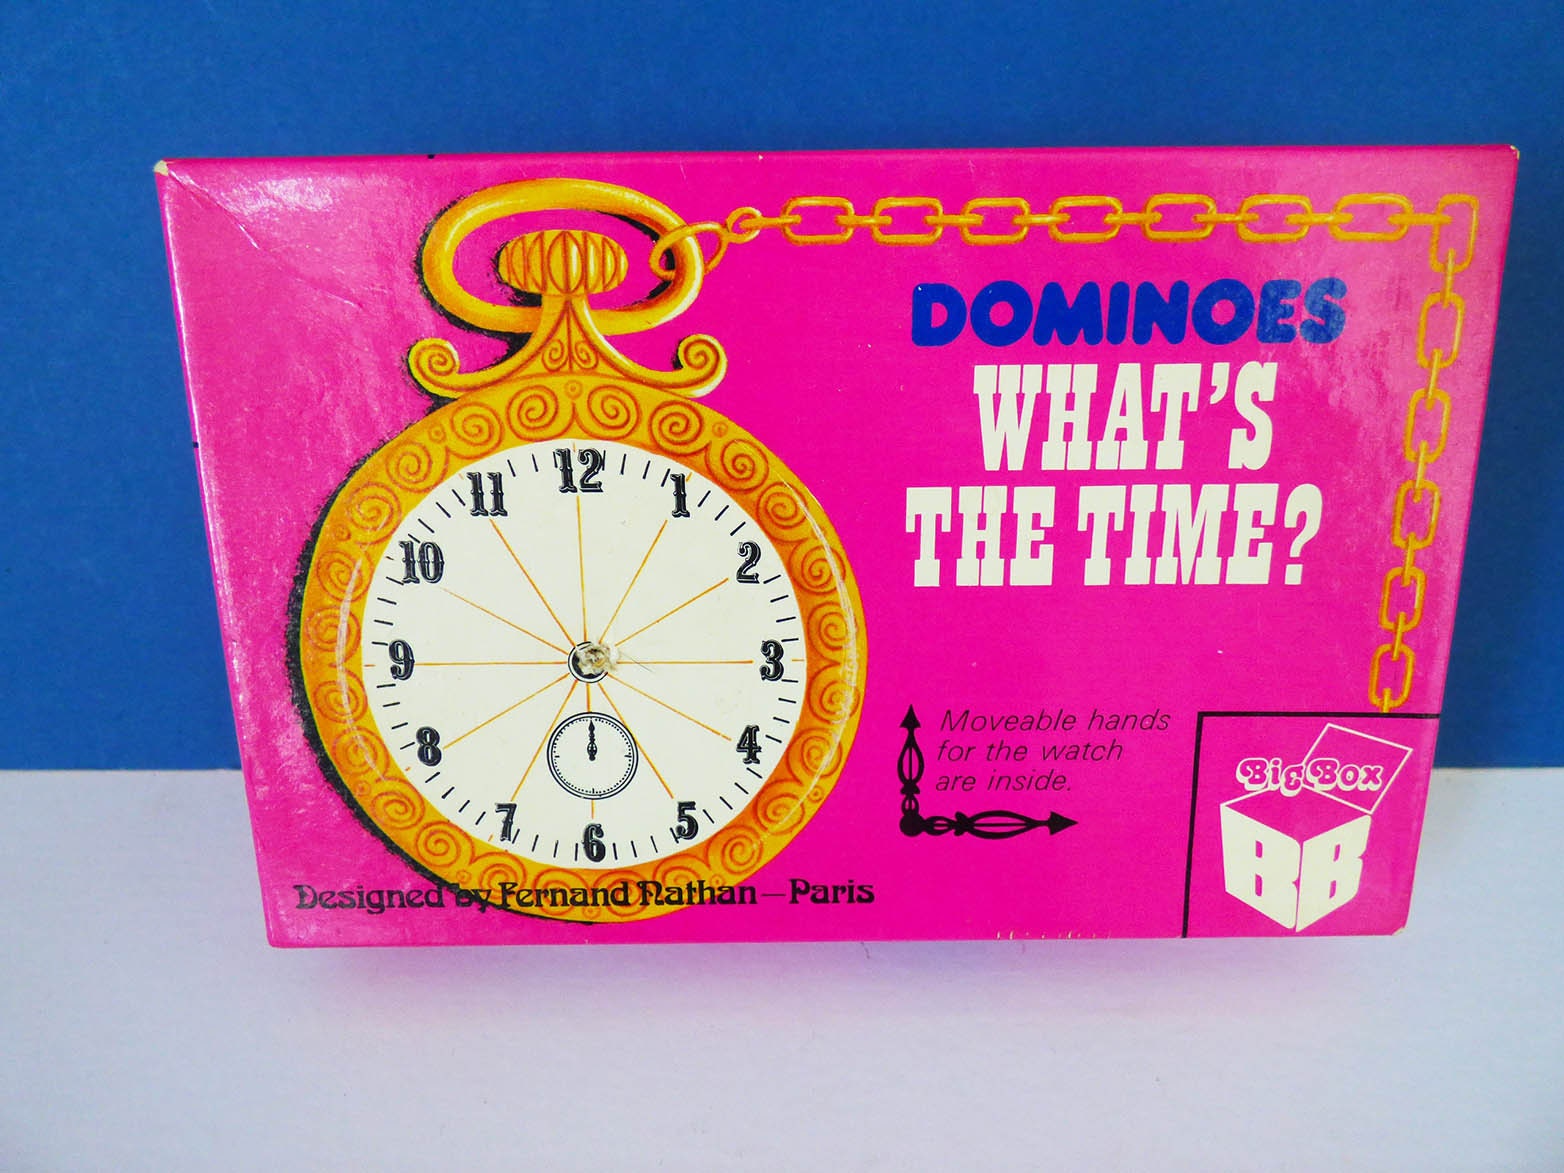 DOMINOES
WHAT'S
THE TIME?
12
1
2
3
4
5
6
7
8
9
10
11
Moveable hands
for the watch
are inside.
Big Box
BB
Designed by Fernand Nathan — Paris